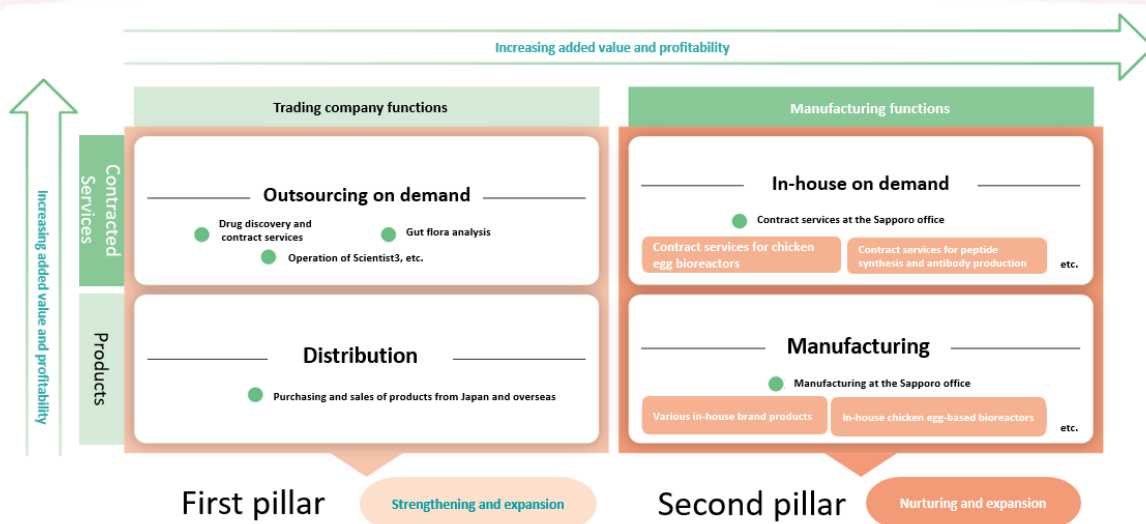 Increasing added value and profitability
Increasing added value and profitability
Trading company functions
Manufacturing functions
Contracted
Services
Outsourcing on demand
Drug discovery and
contract services
Gut flora analysis
Operation of Scientist3, etc.
In-house on demand
Contract services at the Sapporo office
Contract services for chicken
egg bioreactors
Contract services for peptide
synthesis and antibody production
etc.
Products
Distribution
Purchasing and sales of products from Japan and overseas
Manufacturing
Manufacturing at the Sapporo office
Various in-house brand products
In-house chicken egg-based bioreactors
etc.
First pillar
Strengthening and expansion
Second pillar
Nurturing and expansion